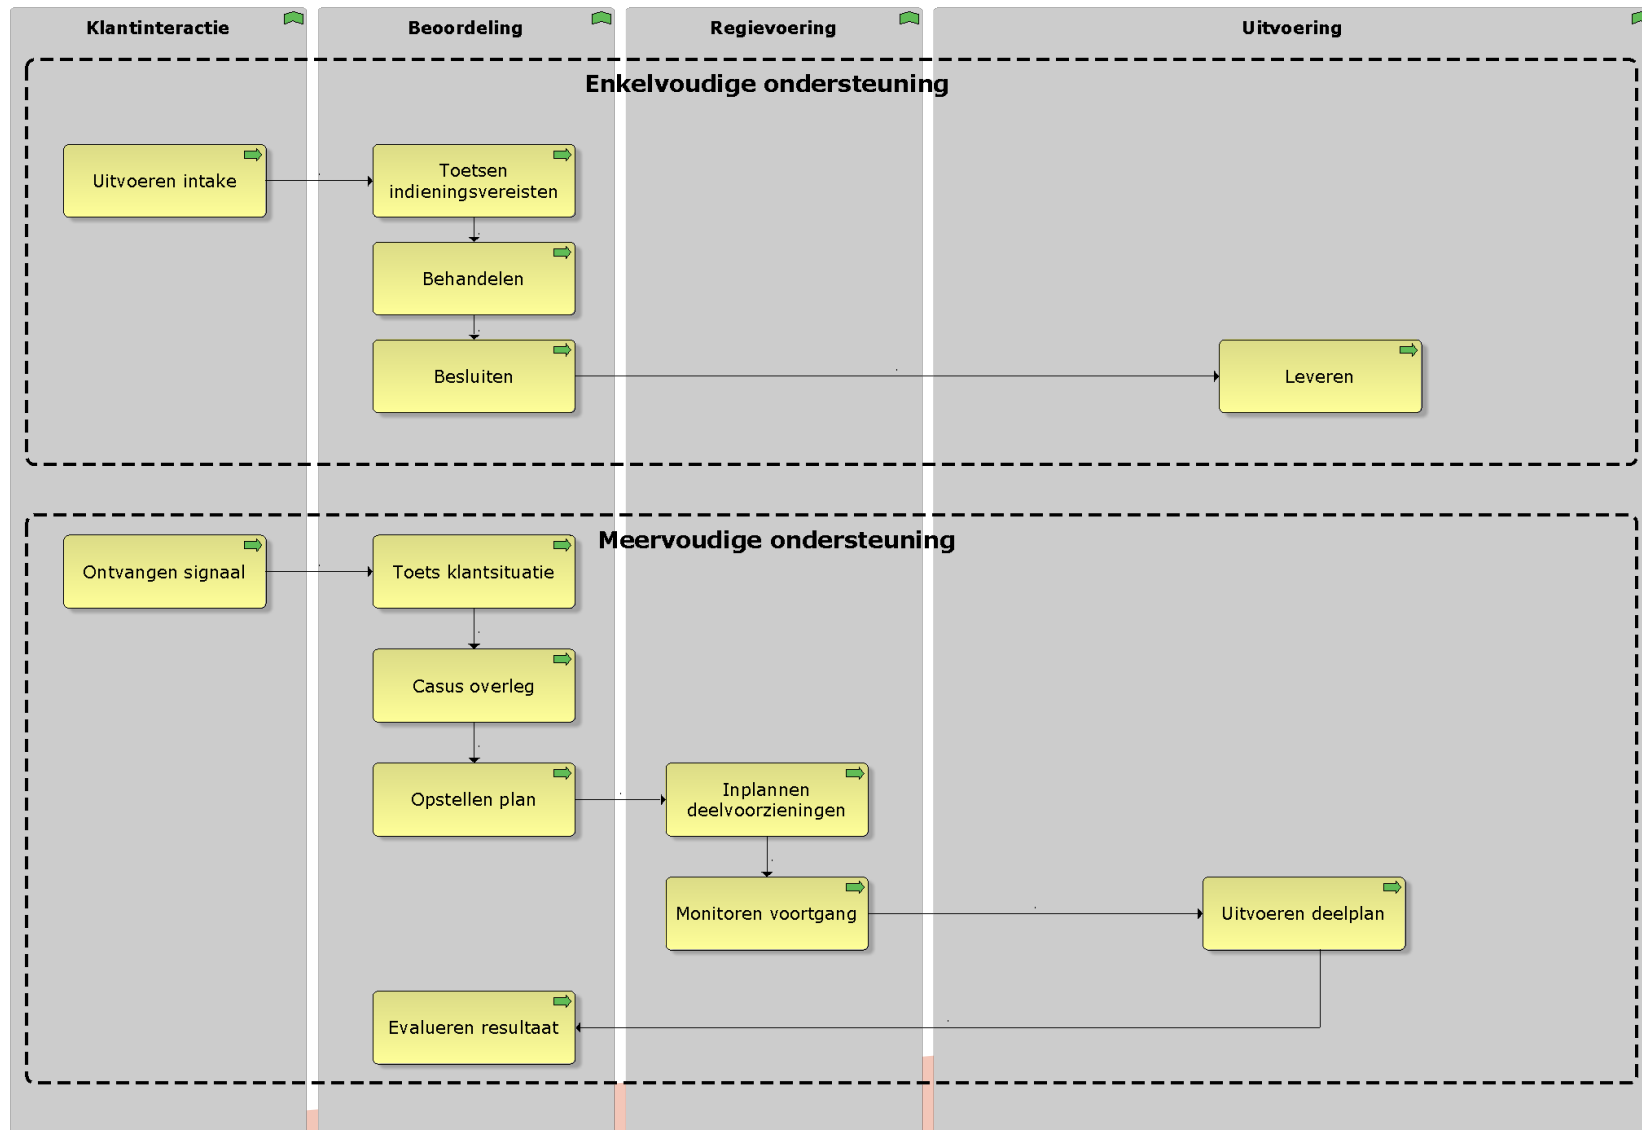 Klantinteractie
Beoordeling
Regievoering
Uitvoering
Enkelvoudige ondersteuning
Uitvoeren intake
Toetsen
indieningsvereisten
Behandelen
Besluiten
Leveren
Meervoudige ondersteuning
Ontvangen signaal
Toets klantsituatie
Casus overleg
Opstellen plan
Inplannen
deelvoorzieningen
Monitoren voortgang
Uitvoeren deelplan
Evalueren resultaat